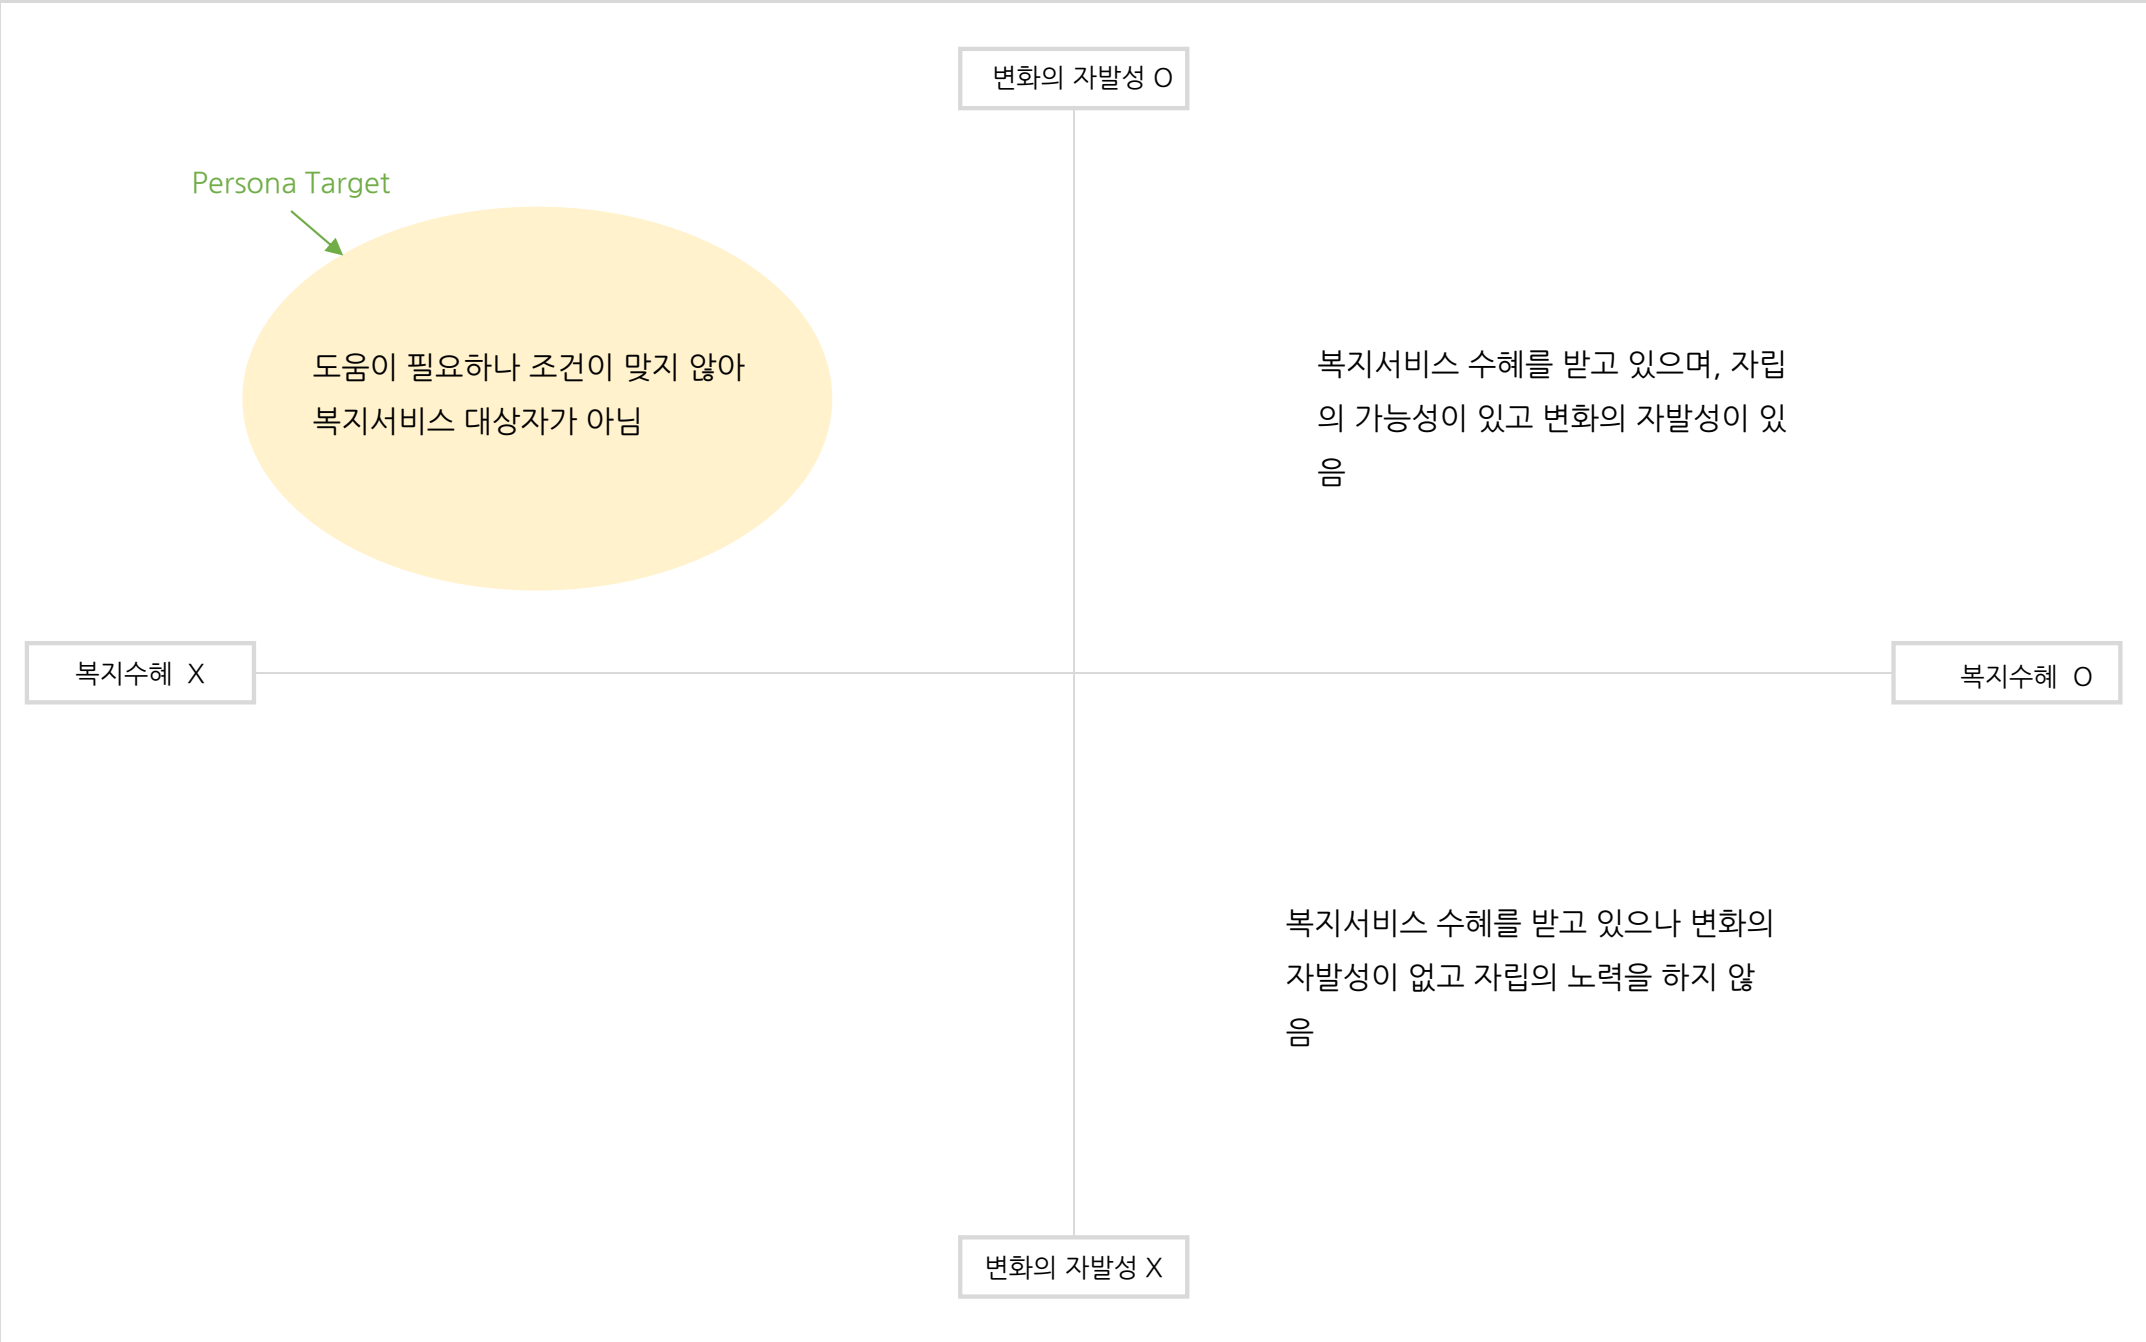 변화의 자발성 O
Persona Target
도움이 필요하나 조건이 맞지 않아
복지서비스 대상자가 아님
복지서비스 수혜를 받고 있으며, 자립
의 가능성이 있고 변화의 자발성이 있
음
복지수혜 X
복지수혜 O
복지서비스 수혜를 받고 있으나 변화의
자발성이 없고 자립의 노력을 하지 않
음
변화의 자발성 X